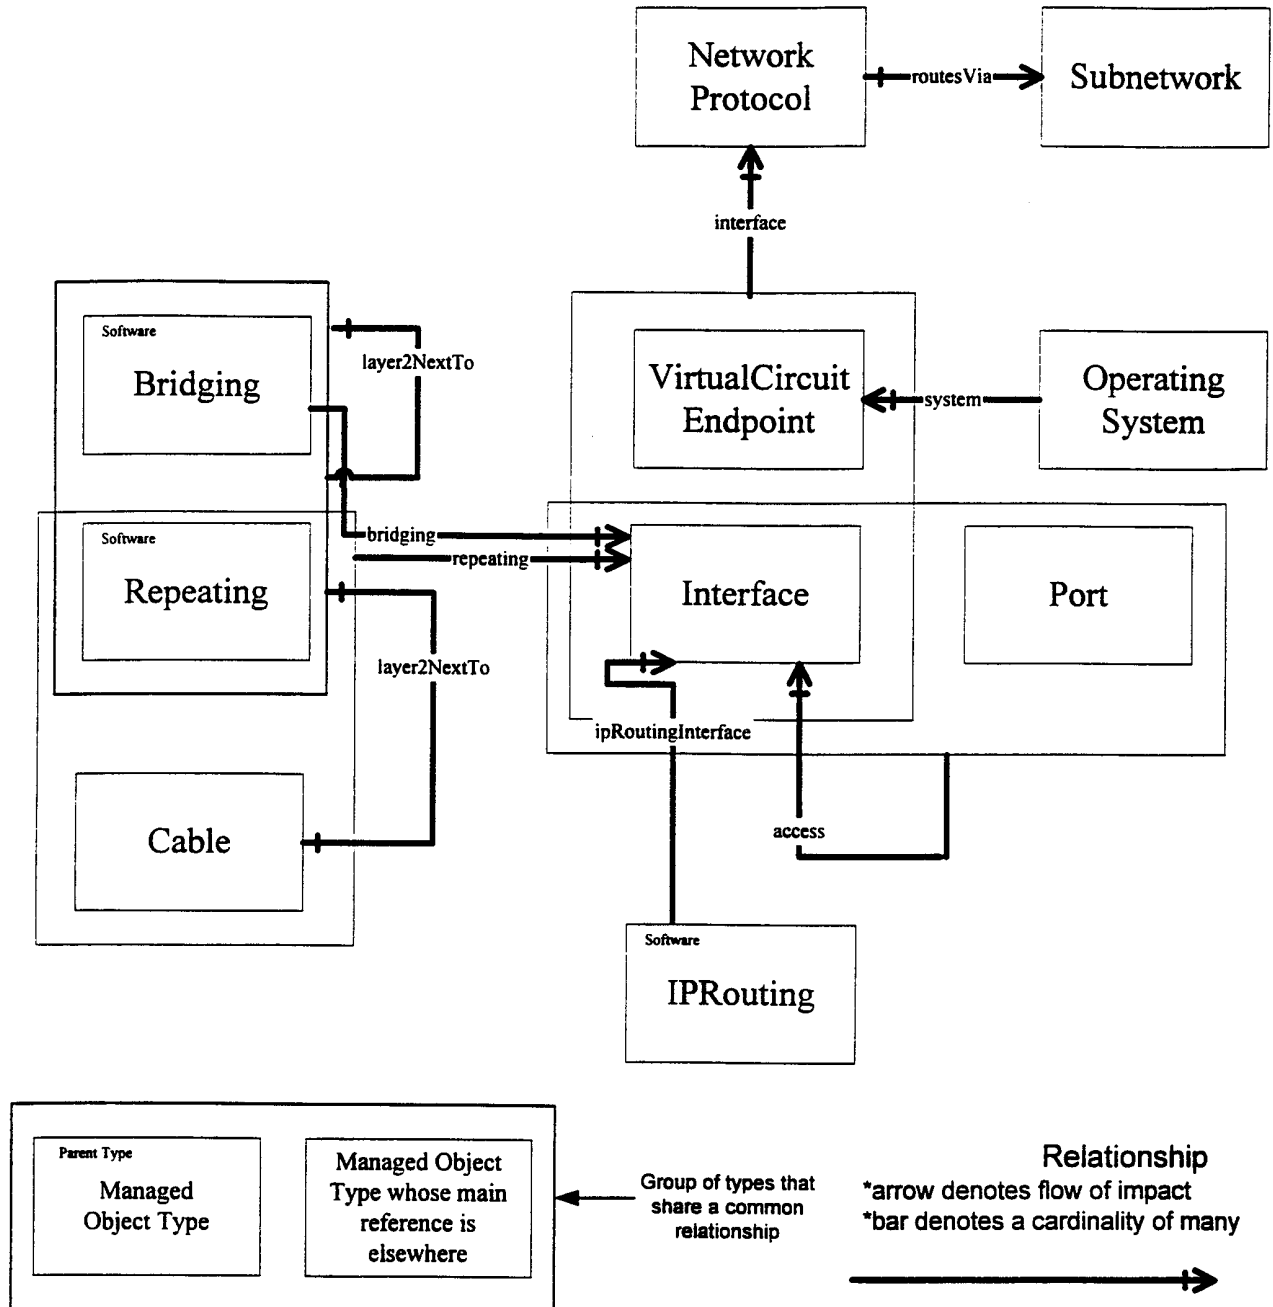 Network
Protocol
routesVia
Subnetwork
interface
Software
Bridging
layer2NextTo
VirtualCircuit
Endpoint
system
Operating
System
Software
Repeating
bridging
repeating
Interface
Port
layer2NextTo
ipRoutingInterface
Cable
access
Software
IPRouting
Parent Type
Managed
Object Type
Managed Object
Type whose main
reference is
elsewhere
Group of types that
share a common
relationship
Relationship
*arrow denotes flow of impact
*bar denotes a cardinality of many